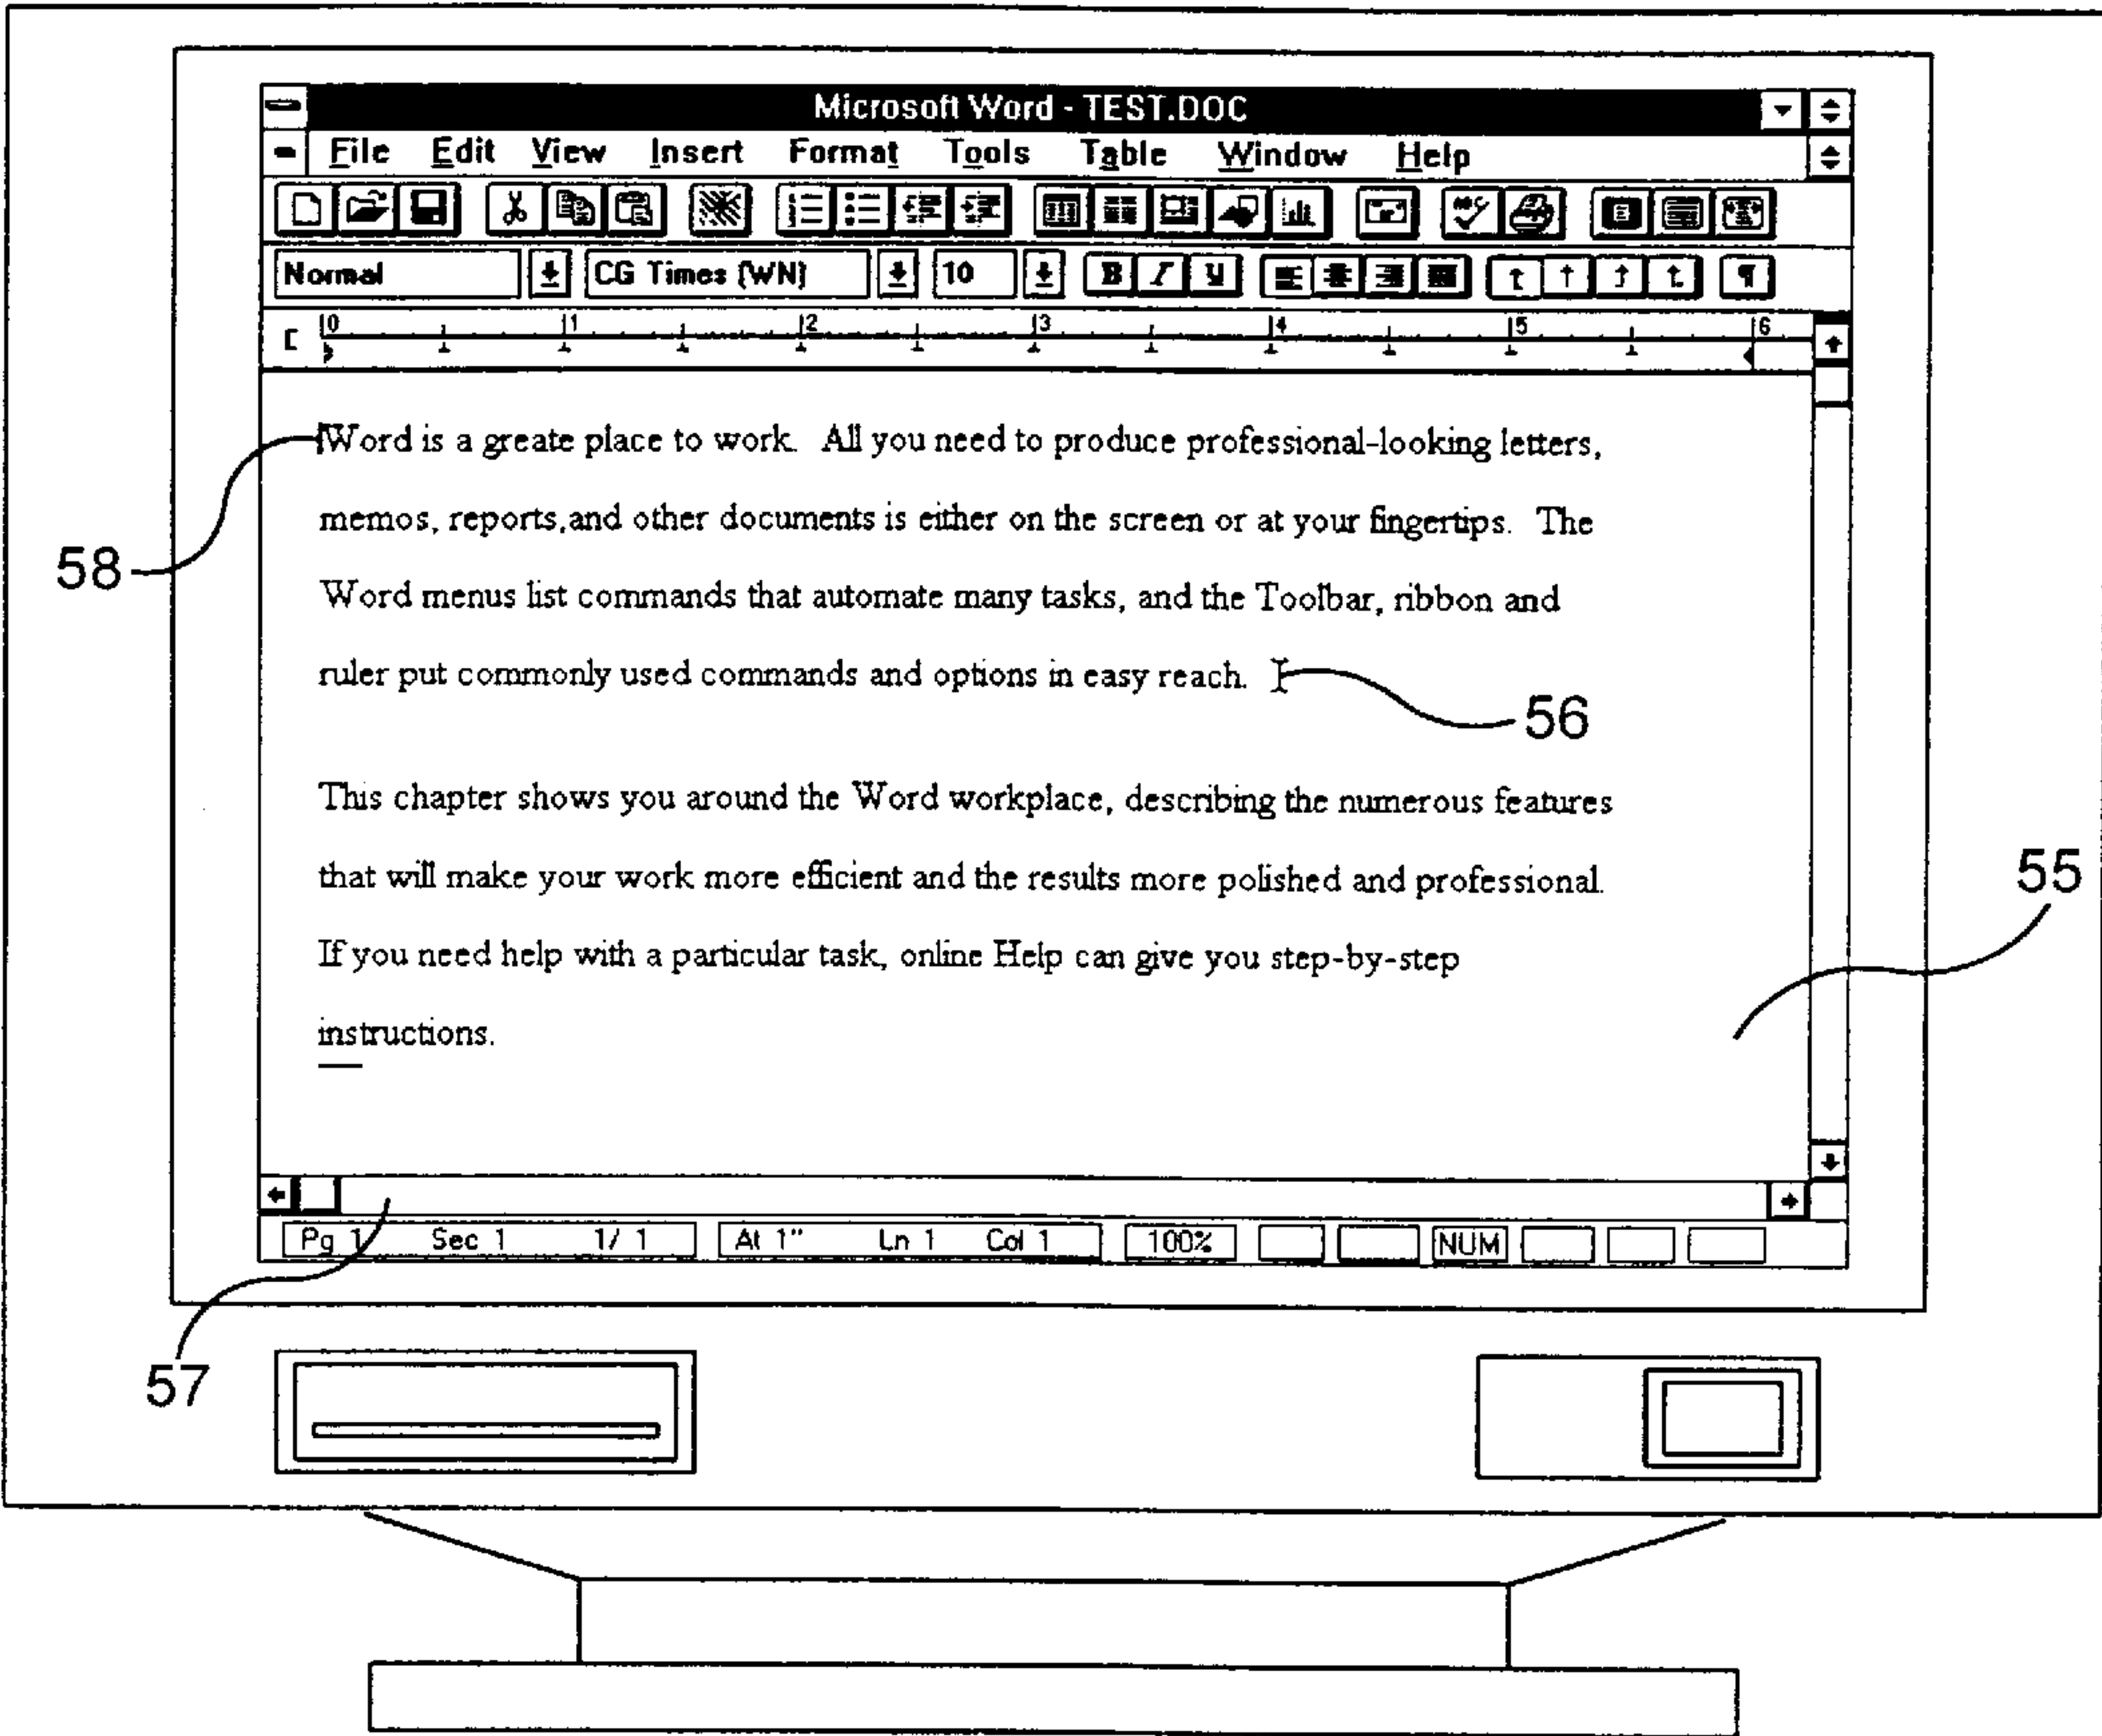 Microsoft Word - TEST.DOC
File Edit View Insert Format Tools Table Window Help
Normal CG Times (WN) 10 B I U
0 1 2 3 4 5 6
Word is a greate place to work. All you need to produce professional-looking letters,
memos, reports,and other documents is either on the screen or at your fingertips. The
58
Word menus list commands that automate many tasks, and the Toolbar, ribbon and
ruler put commonly used commands and options in easy reach.
56
This chapter shows you around the Word workplace, describing the numerous features
that will make your work more efficient and the results more polished and professional.
55
If you need help with a particular task, online Help can give you step-by-step
instructions.
Pg 1 Sec 1 1/ 1 At 1" Ln 1 Col 1 100% NUM
57